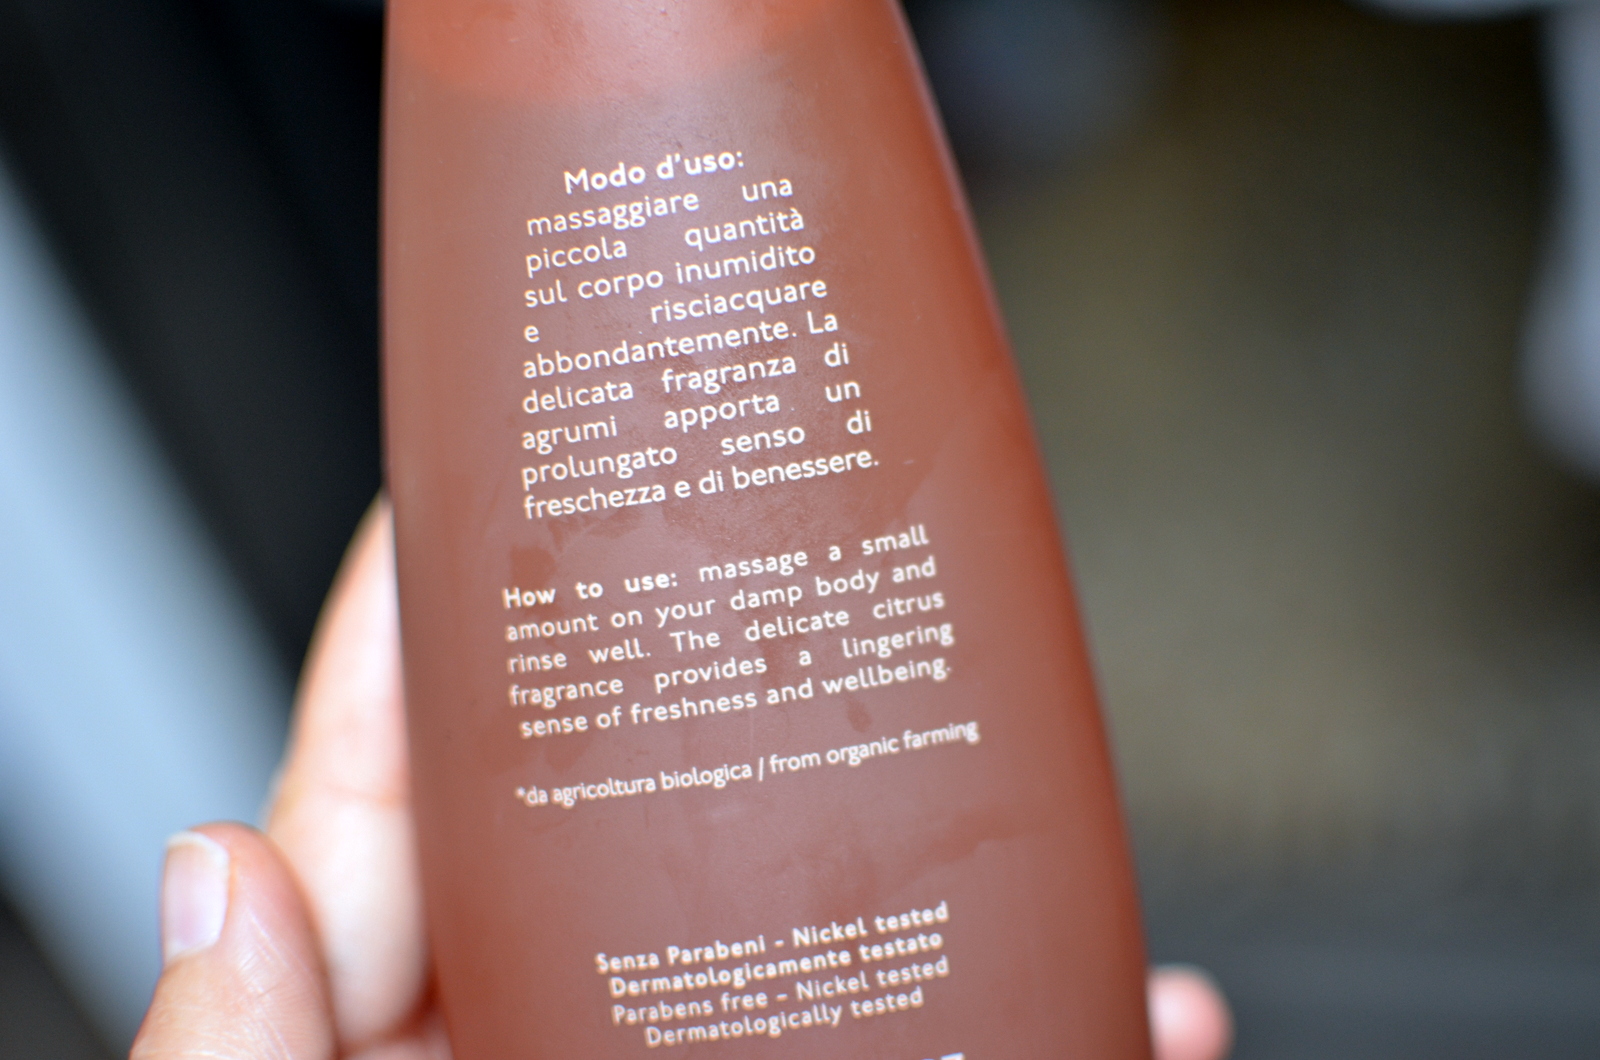 Modo d'uso:
massaggiare una
piccola quantità
sul corpo inumidito
e risciacquare
abbondantemente. La
delicata fragranza di
agrumi apporta un
prolungato senso di
freschezza e di benessere.
How to use: massage a small
amount on your damp body and
rinse well. The delicate citrus
fragrance provides a lingering
sense of freshness and wellbeing.
*da agricoltura biologica / from organic farming
Senza Parabeni - Nickel tested
Dermatologicamente testato
Parabens free - Nickel tested
Dermatologically tested